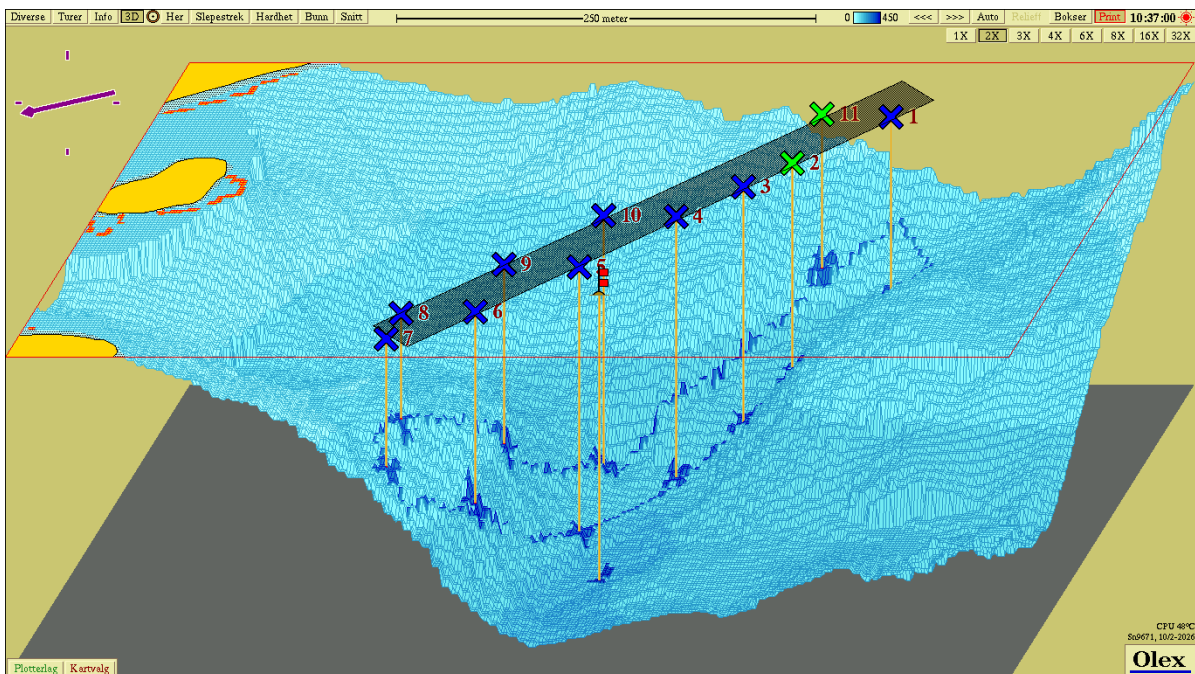 Diverse Turer Info 3D Her Slepestrek Hardhet Bunn Snitt 250 meter 0 450 <<< >>> Auto Relieff Bokser Print 10:37:00
1X 2X 3X 4X 6X 8X 16X 32X
11 1
2
3
10 4
9 5
8 6
7
CPU 48°C
Sn9671, 10/2-2026
Plotterlag Kartvalg Olex